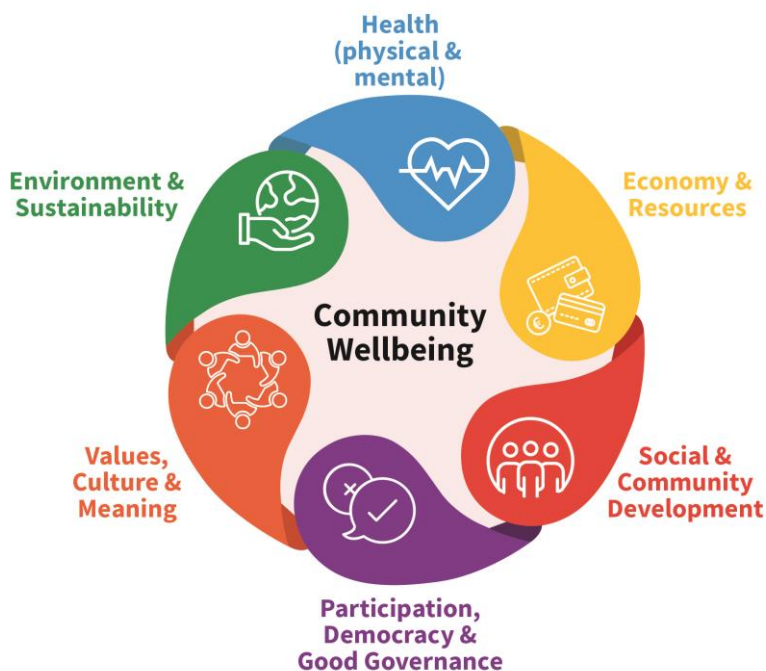 Health
(physical &
mental)
Environment &
Sustainability
Economy &
Resources
€
Community
Wellbeing
Values,
Culture &
Meaning
Social &
Community
Development
Participation,
Democracy &
Good Governance